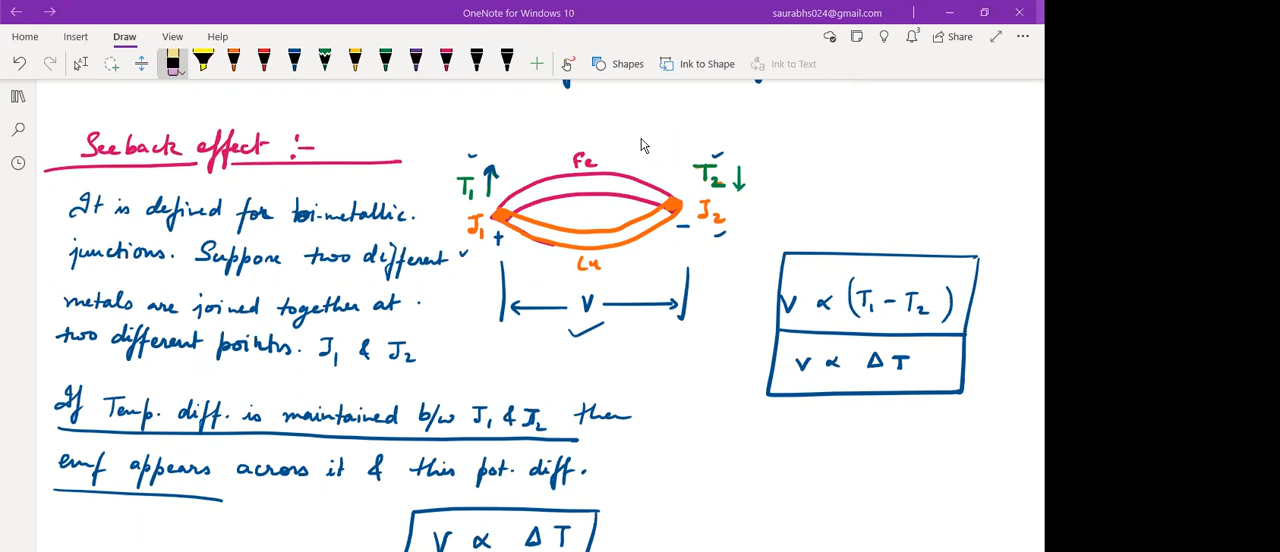 OneNote for Windows 10
saurabhs024@gmail.com
Home Insert Draw View Help
Shapes Ink to Shape Ink to Text Share
Seeback effect :-
It is defined for bi-metallic
junctions. Suppose two different
metals are joined together at
two different points. J1 & J2
If Temp. diff. is maintained b/w J1 & J2 then
emf appears across it & this pot. diff.
V ∝ Δ T
Fe
T1 ↑
T2 ↓
J1
J2
+
-
Cu
V
V ∝ (T1 - T2)
V ∝ Δ T